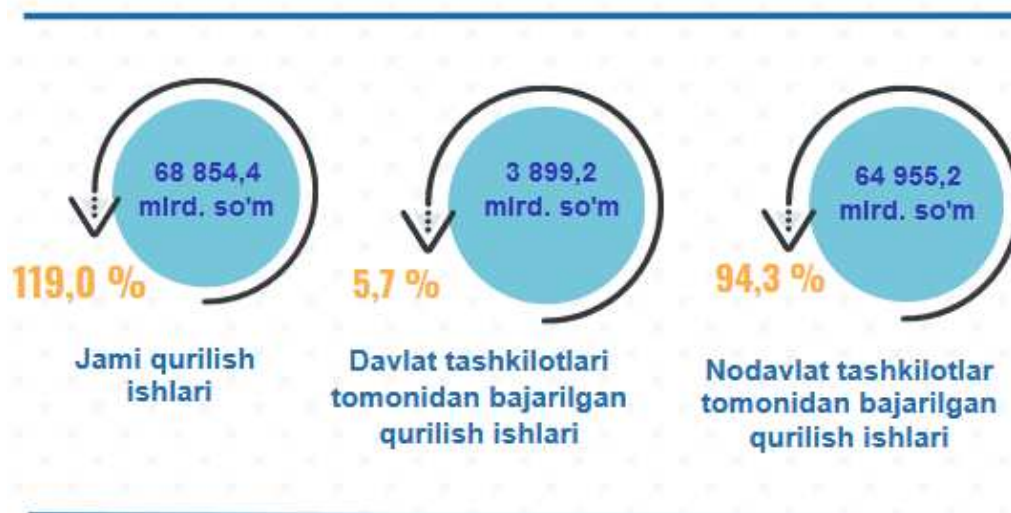 68 854,4
mlrd. so'm
119,0 %
Jami qurilish
ishlari
3 899,2
mlrd. so'm
5,7 %
Davlat tashkilotlari
tomonidan bajarilgan
qurilish ishlari
64 955,2
mlrd. so'm
94,3 %
Nodavlat tashkilotlar
tomonidan bajarilgan
qurilish ishlari